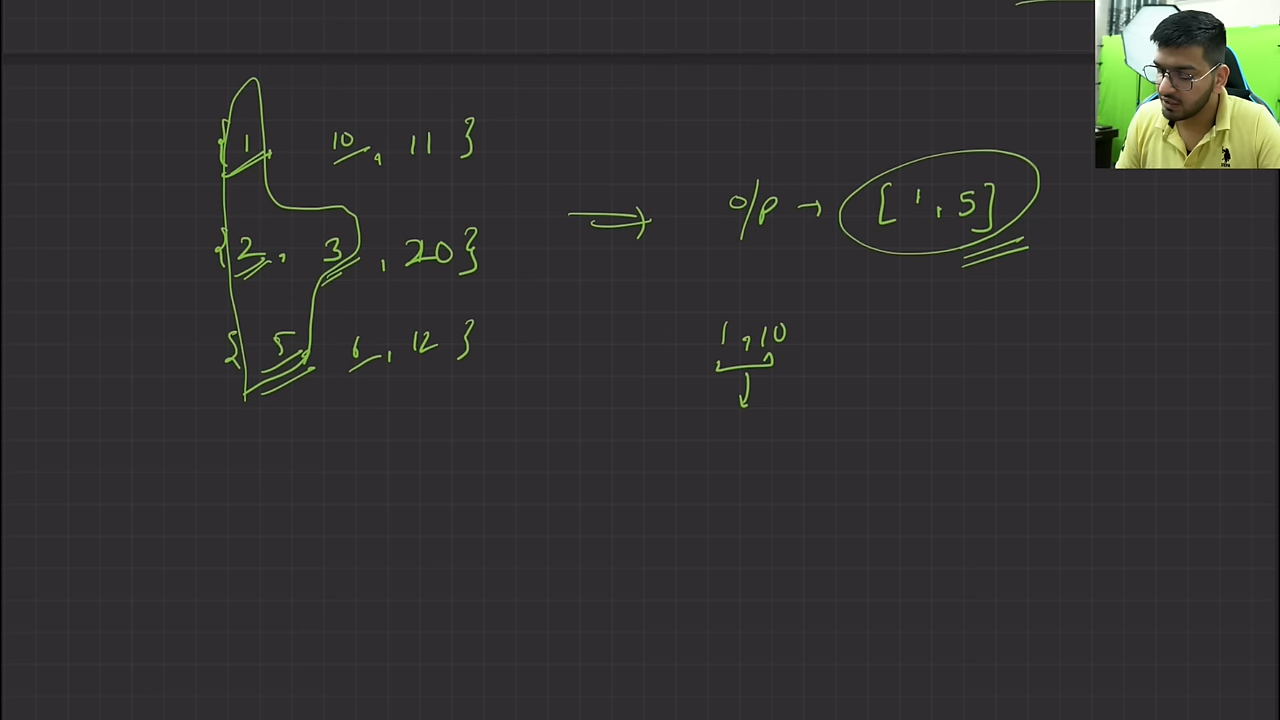 { 1 10 , 11 }
{ 2 , 3 , 20 }
{ 5 6 , 12 }
o/p → [ 1 , 5 ]
1 , 10